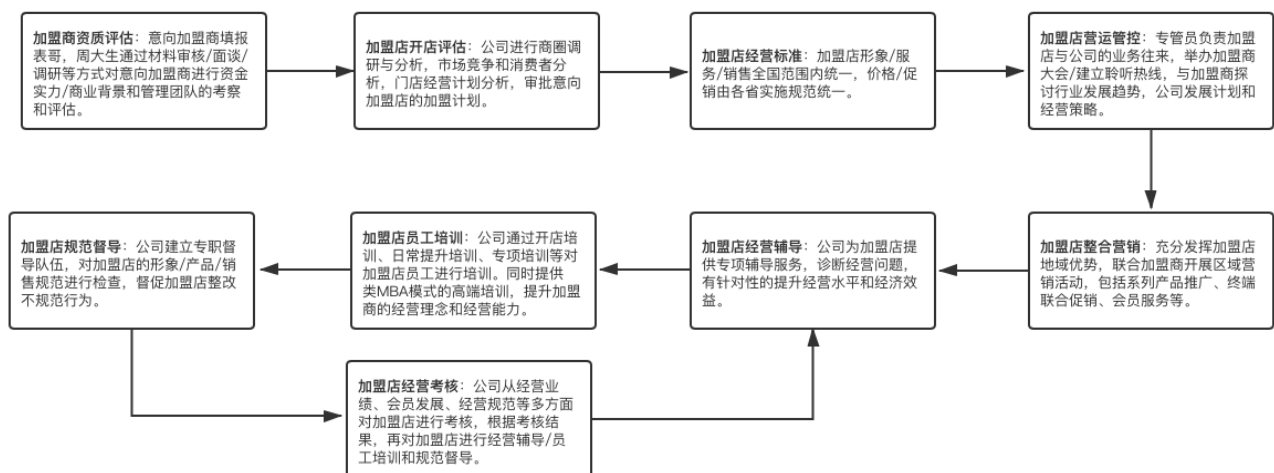 加盟商资质评估：意向加盟商填报
表哥，周大生通过材料审核/面谈/
调研等方式对意向加盟商进行资金
实力/商业背景和管理团队的考察
和评估。
加盟店开店评估：公司进行商圈调
研与分析，市场竞争和消费者分
析，门店经营计划分析，审批意向
加盟店的加盟计划。
加盟店经营标准：加盟店形象/服
务/销售全国范围内统一，价格/促
销由各省实施规范统一。
加盟店营运管控：专管员负责加盟
店与公司的业务往来，举办加盟商
大会/建立聆听热线，与加盟商探
讨行业发展趋势，公司发展计划和
经营策略。
加盟店整合营销：充分发挥加盟店
地域优势，联合加盟商开展区域营
销活动，包括系列产品推广、终端
联合促销、会员服务等。
加盟店经营辅导：公司为加盟店提
供专项辅导服务，诊断经营问题，
有针对性的提升经营水平和经济效
益。
加盟店员工培训：公司通过开店培
训、日常提升培训、专项培训等对
加盟店员工进行培训。同时提供
类MBA模式的高端培训，提升加盟
商的经营理念和经营能力。
加盟店规范督导：公司建立专职督
导队伍，对加盟店的形象/产品/销
售规范进行检查，督促加盟店整改
不规范行为。
加盟店经营考核：公司从经营业
绩、会员发展、经营规范等多方面
对加盟店进行考核，根据考核结
果，再对加盟店进行经营辅导/员
工培训和规范督导。